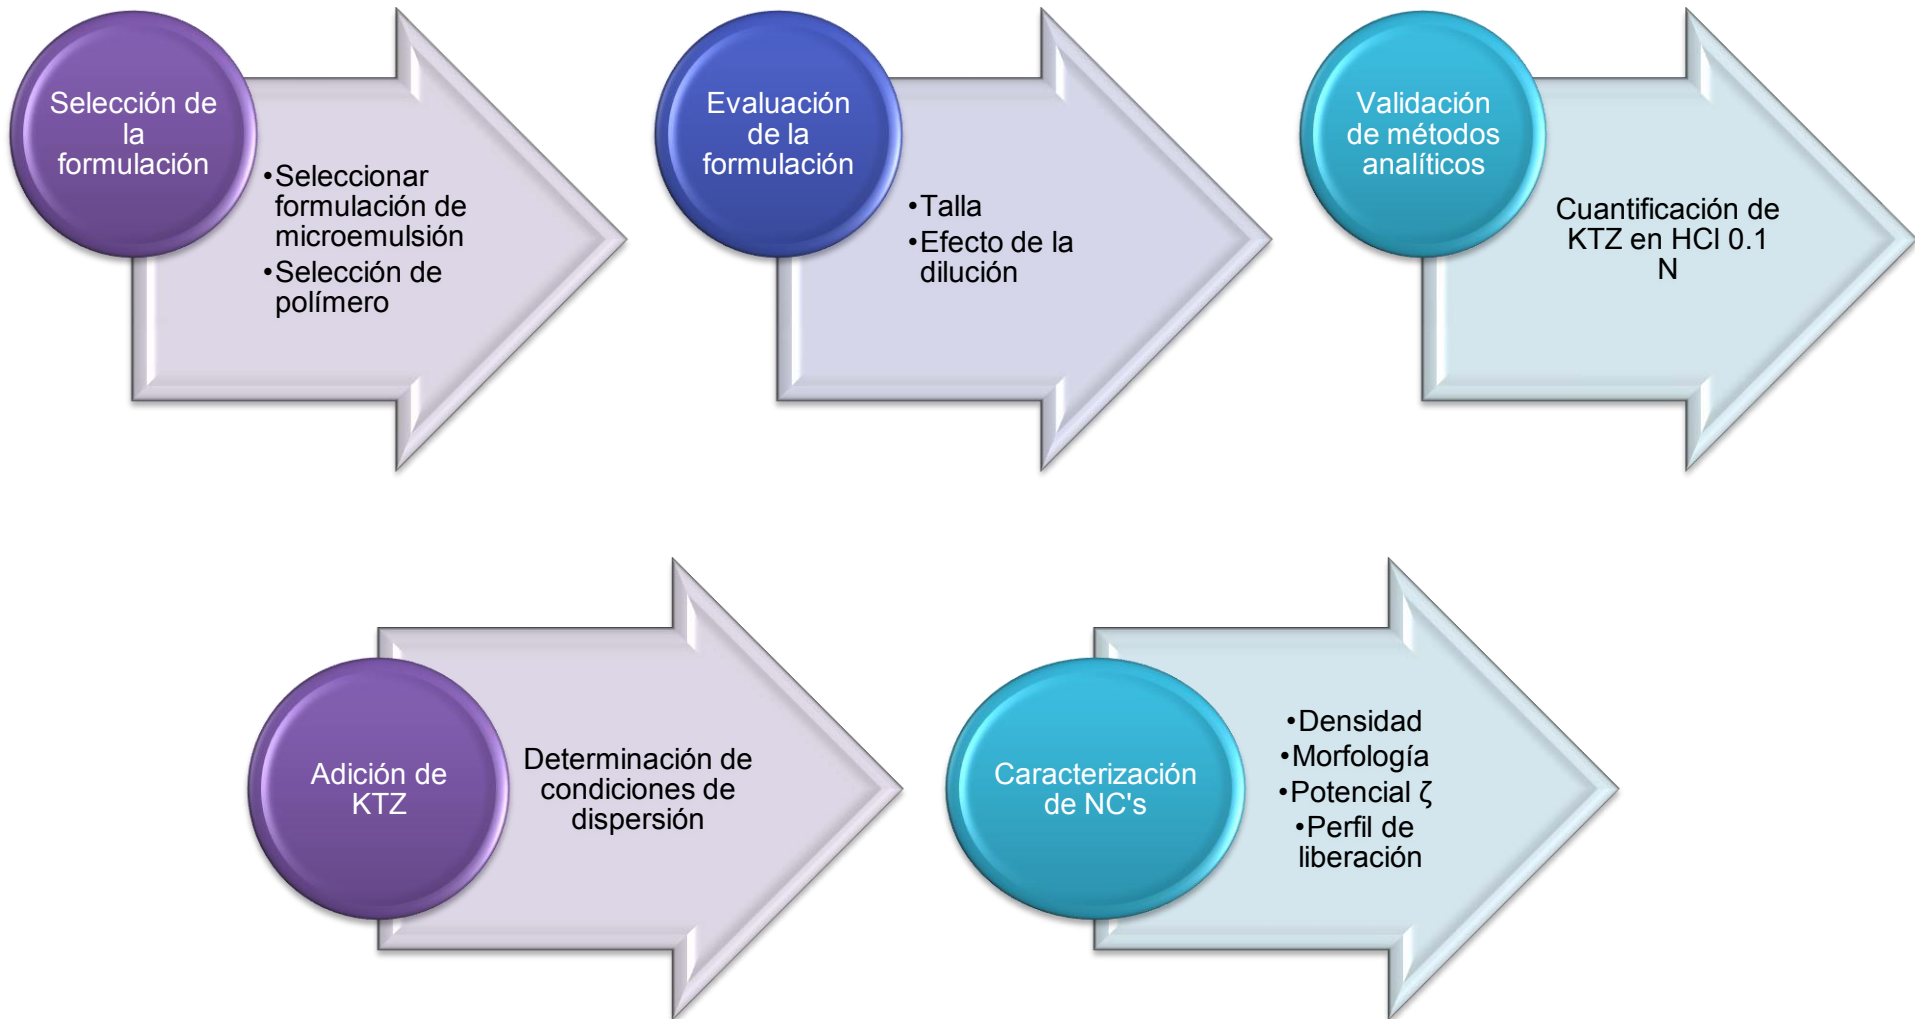 Selección de
la
formulación
•Seleccionar
formulación de
microemulsión
•Selección de
polímero
Evaluación
de la
formulación
•Talla
•Efecto de la
dilución
Validación
de métodos
analíticos
Cuantificación de
KTZ en HCl 0.1
N
Adición de
KTZ
Determinación de
condiciones de
dispersión
Caracterización
de NC's
•Densidad
•Morfología
•Potencial ζ
•Perfil de
liberación